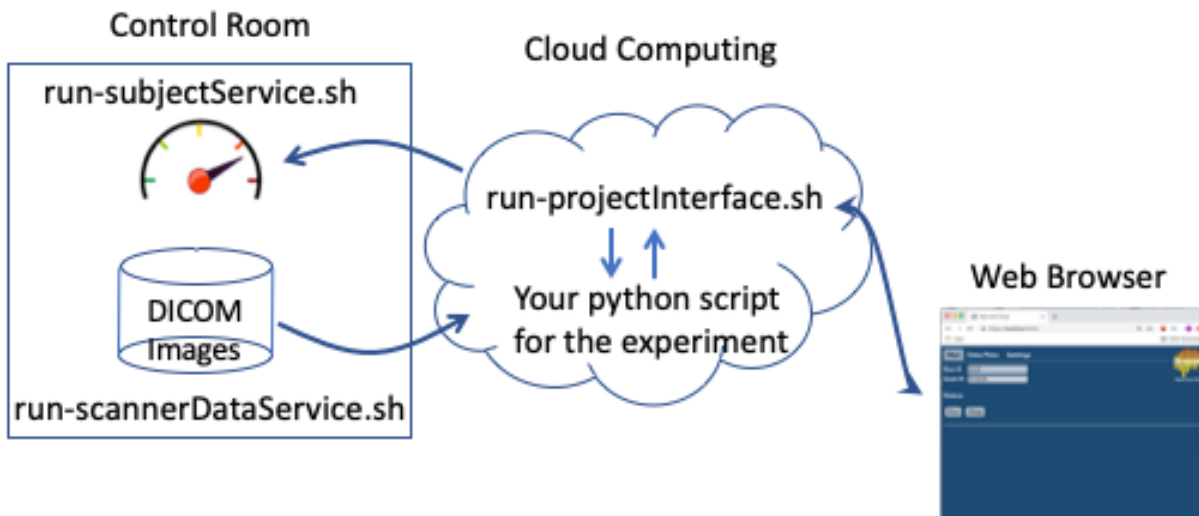 Control Room
run-subjectService.sh
DICOM
Images
run-scannerDataService.sh
Cloud Computing
run-projectInterface.sh
Your python script
for the experiment
Web Browser